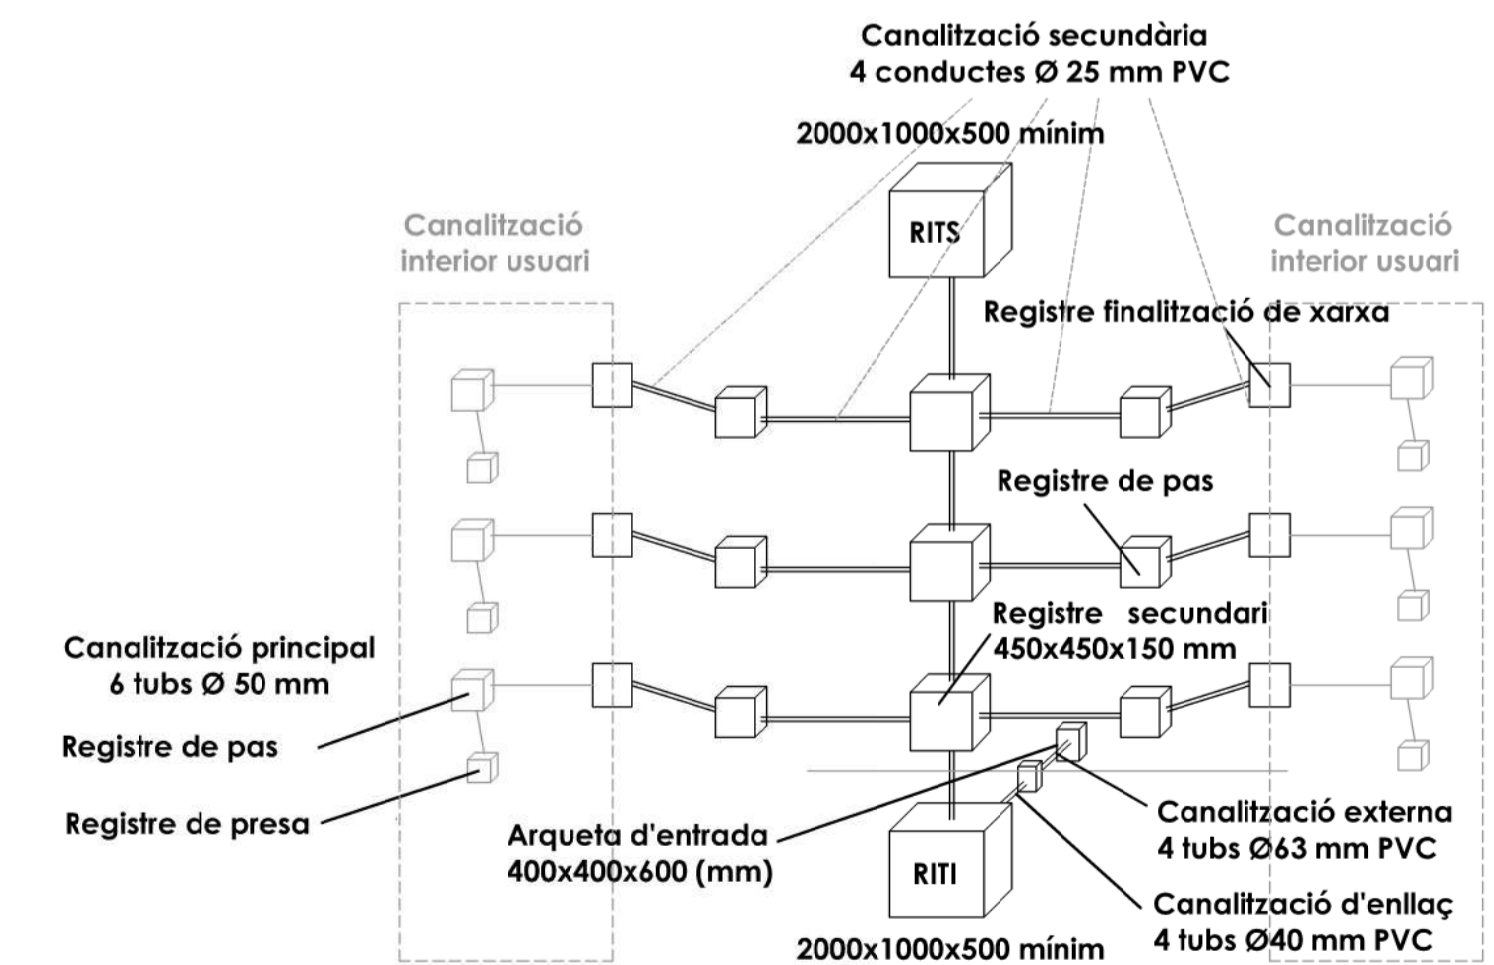 Canalització secundària
4 conductes Ø 25 mm PVC
2000x1000x500 mínim
RITS
Canalització
interior usuari
Canalització
interior usuari
Registre finalització de xarxa
Registre de pas
Registre secundari
450x450x150 mm
Canalització principal
6 tubs Ø 50 mm
Registre de pas
Registre de presa
Arqueta d'entrada
400x400x600 (mm)
RITI
Canalització externa
4 tubs Ø63 mm PVC
Canalització d'enllaç
4 tubs Ø40 mm PVC
2000x1000x500 mínim